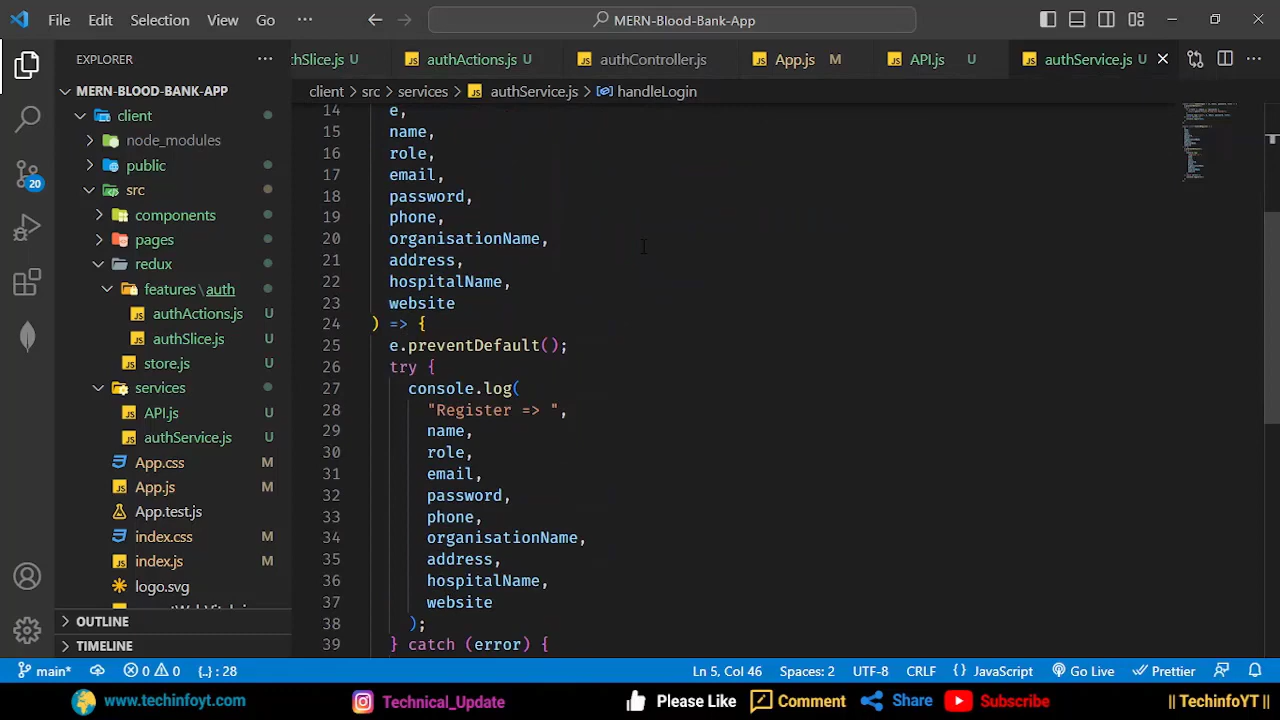 File Edit Selection View Go ··· MERN-Blood-Bank-App
EXPLORER ···
MERN-BLOOD-BANK-APP
client
node_modules
public
src
components
pages
redux
features\auth
authActions.js U
authSlice.js U
store.js U
services
API.js U
authService.js U
App.css M
App.js M
App.test.js
index.css M
index.js M
logo.svg
OUTLINE
TIMELINE
20
thSlice.js U JS authActions.js U JS authController.js JS App.js M JS API.js U JS authService.js U ···
client > src > services > JS authService.js > handleLogin
14 e,
15 name,
16 role,
17 email,
18 password,
19 phone,
20 organisationName,
21 address,
22 hospitalName,
23 website
24 ) => {
25 e.preventDefault();
26 try {
27 console.log(
28 "Register => ",
29 name,
30 role,
31 email,
32 password,
33 phone,
34 organisationName,
35 address,
36 hospitalName,
37 website
38 );
39 } catch (error) {
main* 0 0 {..} : 28 Ln 5, Col 46 Spaces: 2 UTF-8 CRLF {} JavaScript Go Live Prettier
www.techinfoyt.com Technical_Update Please Like Comment Share Subscribe || TechinfoYT ||